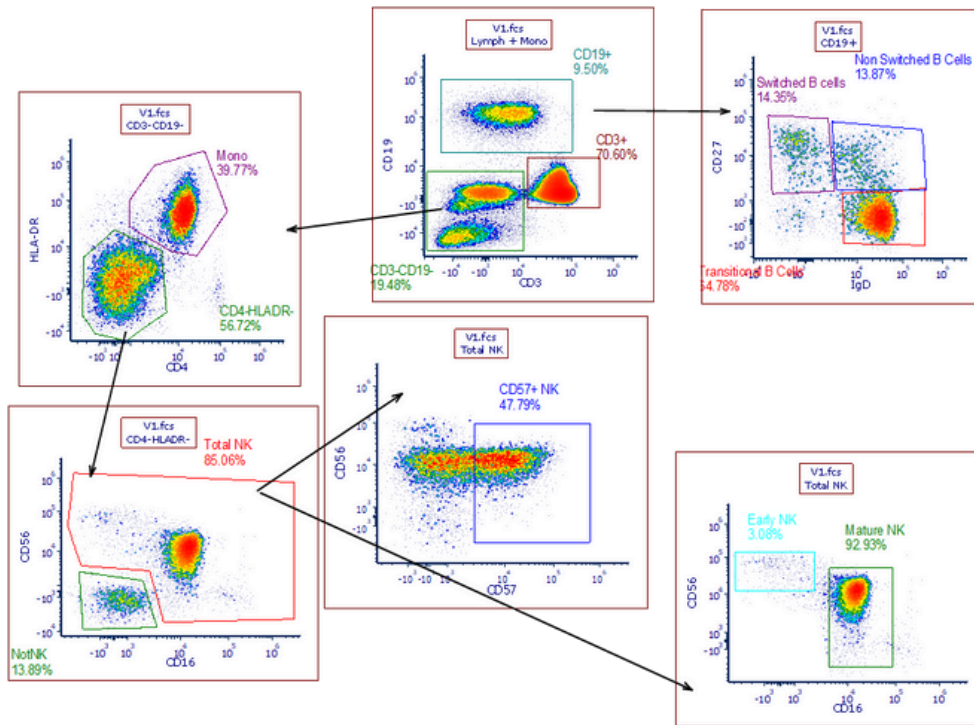 V1.fcs
CD3-CD19-
Mono
39.77%
CD4-HLADR-
56.72%
HLA-DR
CD4
V1.fcs
Lymph + Mono
CD19+
9.50%
CD3+
70.60%
CD3-CD19-
19.48%
CD19
CD3
V1.fcs
CD19+
Non Switched B Cells
13.87%
Switched B cells
14.35%
B Cells
CD27
IgD
V1.fcs
CD4-HLADR-
Total NK
85.06%
NotNK
13.89%
CD56
CD16
V1.fcs
Total NK
CD57+ NK
47.79%
CD56
CD57
V1.fcs
Total NK
Early NK
3.08%
Mature NK
92.93%
CD56
CD16